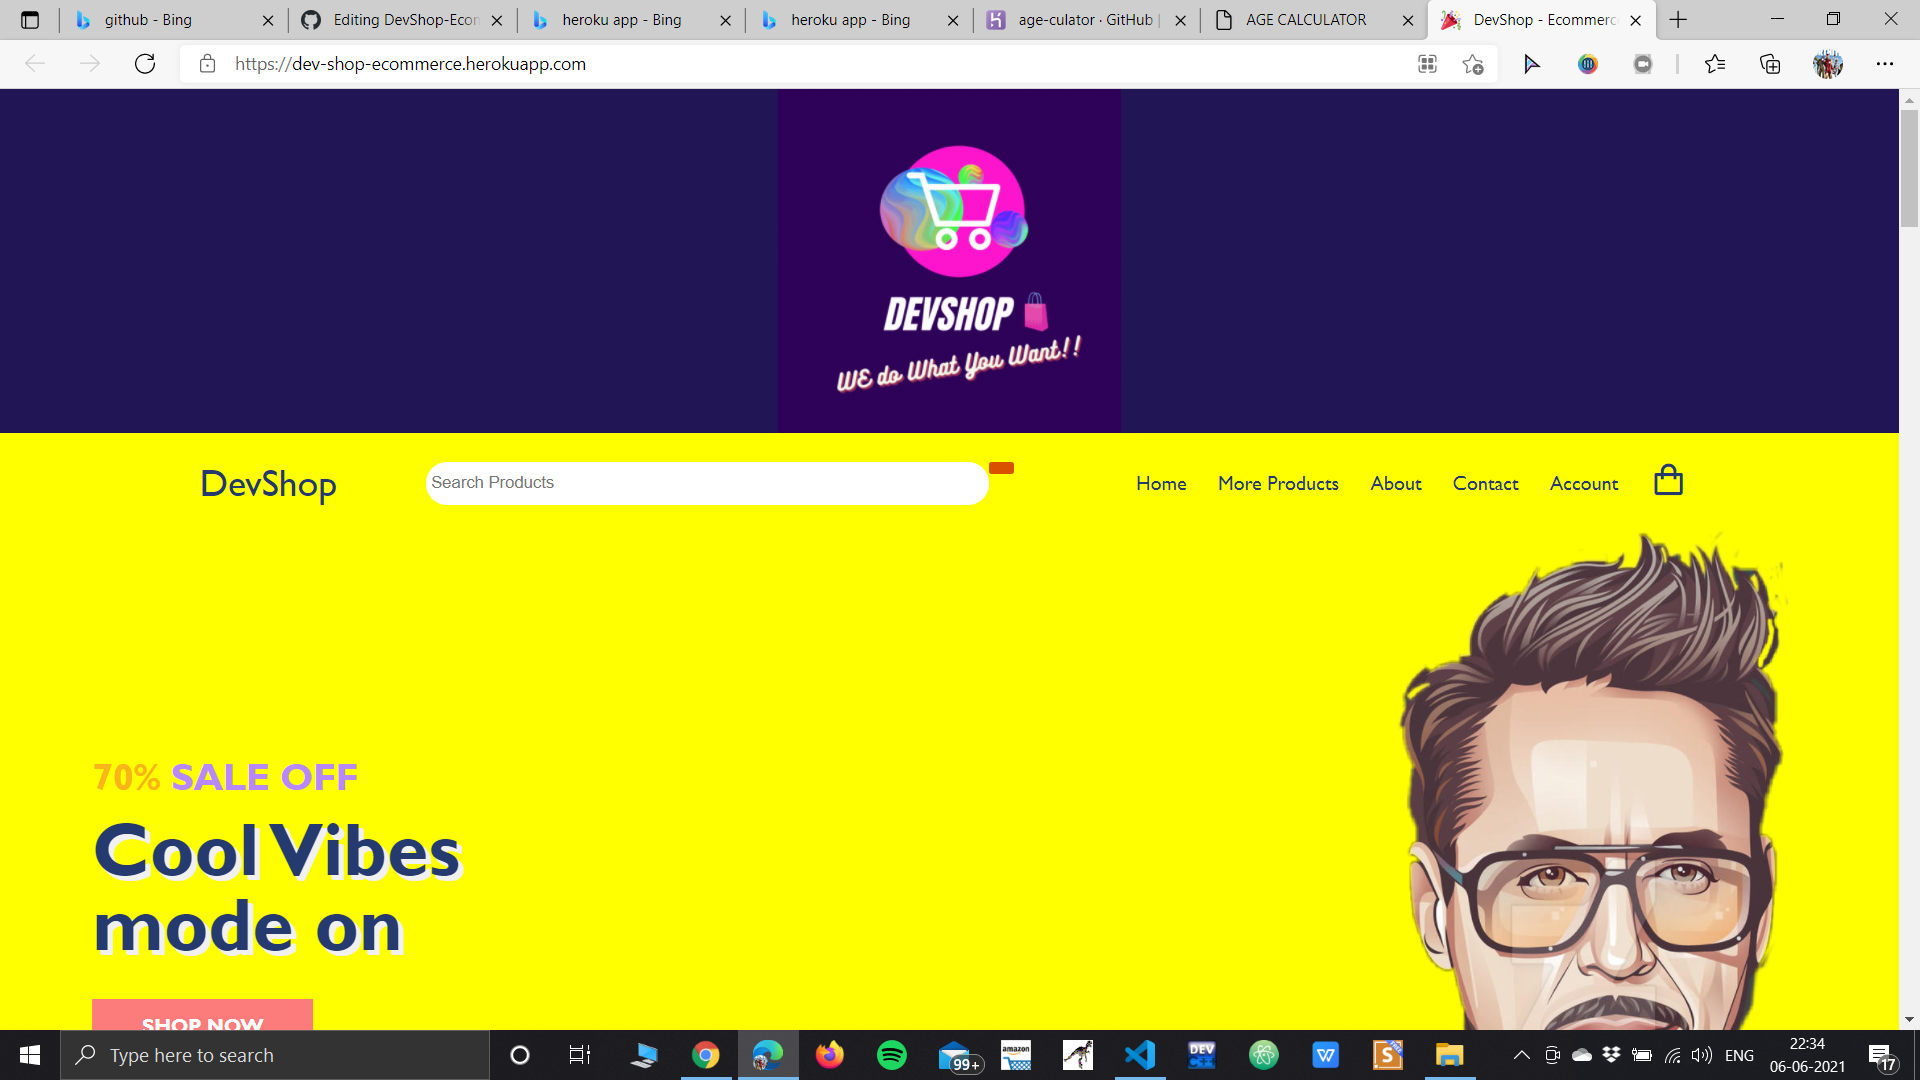 github - Bing
Editing DevShop-Econ
heroku app - Bing
heroku app - Bing
age-culator · GitHub |
AGE CALCULATOR
DevShop - Ecommerc
https://dev-shop-ecommerce.herokuapp.com
DEVSHOP
WE do What You Want!!
DevShop
Search Products
Home
More Products
About
Contact
Account
70% SALE OFF
Cool Vibes
mode on
SHOP NOW
Type here to search
99+
amazon
DEV
C++
W
S
FREE
ENG
22:34
06-06-2021
17